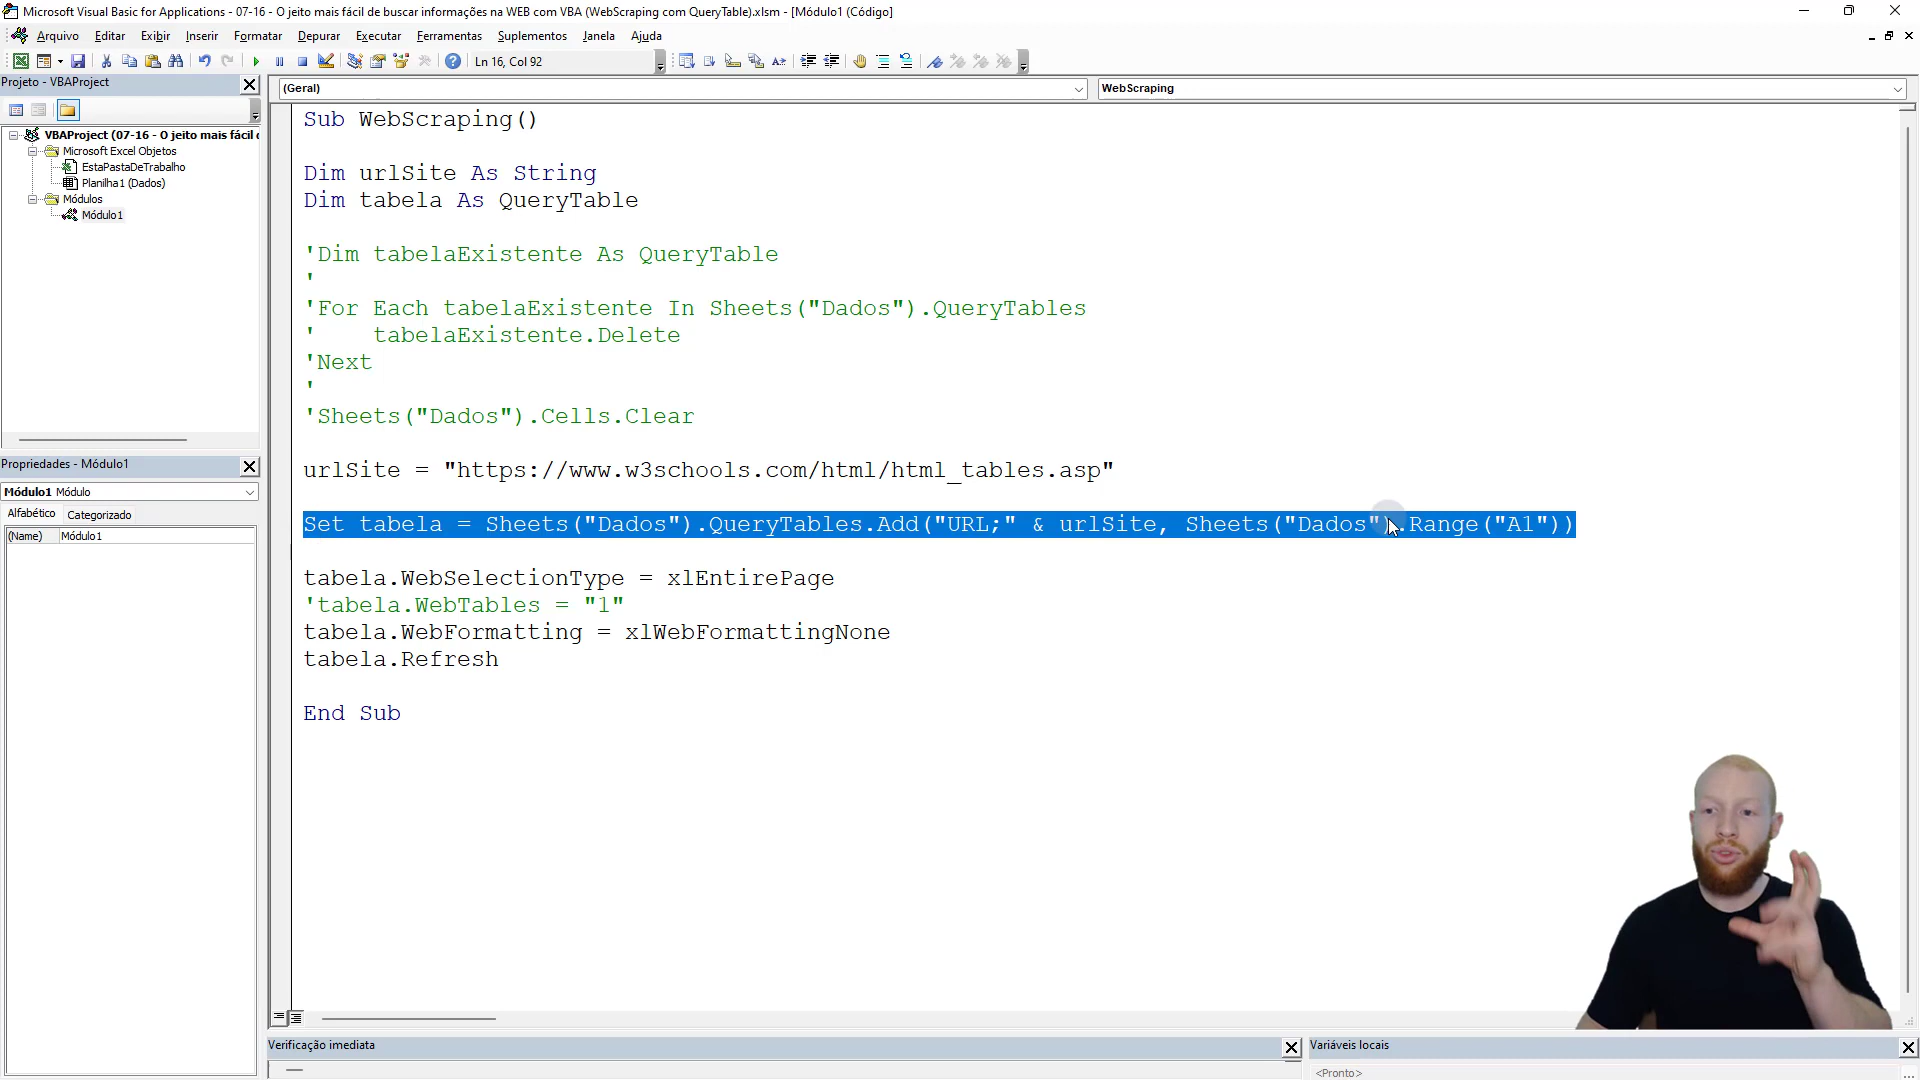 Microsoft Visual Basic for Applications - 07-16 - O jeito mais fácil de buscar informações na WEB com VBA (WebScraping com QueryTable).xlsm - [Módulo1 (Código]
Arquivo Editar Exibir Inserir Formatar Depurar Executar Ferramentas Suplementos Janela Ajuda
Ln 16, Col 92
Projeto - VBAProject
(Geral)
WebScraping
VBAProject (07-16 - O jeito mais fácil d
Microsoft Excel Objetos
EstaPastaDeTrabalho
Planilha1 (Dados)
Módulos
Módulo1
Propriedades - Módulo1
Módulo1 Módulo
Alfabético Categorizado
(Name) Módulo1
Sub WebScraping()
Dim urlSite As String
Dim tabela As QueryTable
'Dim tabelaExistente As QueryTable
'
'For Each tabelaExistente In Sheets("Dados").QueryTables
'    tabelaExistente.Delete
'Next
'
'Sheets("Dados").Cells.Clear
urlSite = "https://www.w3schools.com/html/html_tables.asp"
Set tabela = Sheets("Dados").QueryTables.Add("URL;" & urlSite, Sheets("Dados").Range("A1"))
tabela.WebSelectionType = xlEntirePage
'tabela.WebTables = "1"
tabela.WebFormatting = xlWebFormattingNone
tabela.Refresh
End Sub
Verificação imediata
Variáveis locais
<Pronto>